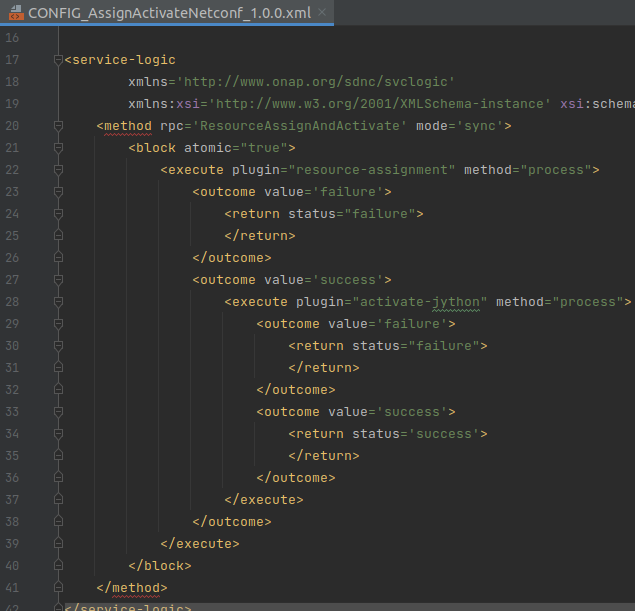 CONFIG_AssignActivateNetconf_1.0.0.xml
16
17 <service-logic
18 xmlns='http://www.onap.org/sdnc/svclogic'
19 xmlns:xsi='http://www.w3.org/2001/XMLSchema-instance' xsi:schema
20 <method rpc='ResourceAssignAndActivate' mode='sync'>
21 <block atomic="true">
22 <execute plugin="resource-assignment" method="process">
23 <outcome value='failure'>
24 <return status="failure">
25 </return>
26 </outcome>
27 <outcome value='success'>
28 <execute plugin="activate-jython" method="process">
29 <outcome value='failure'>
30 <return status="failure">
31 </return>
32 </outcome>
33 <outcome value='success'>
34 <return status='success'>
35 </return>
36 </outcome>
37 </execute>
38 </outcome>
39 </execute>
40 </block>
41 </method>
42 </service-logic>